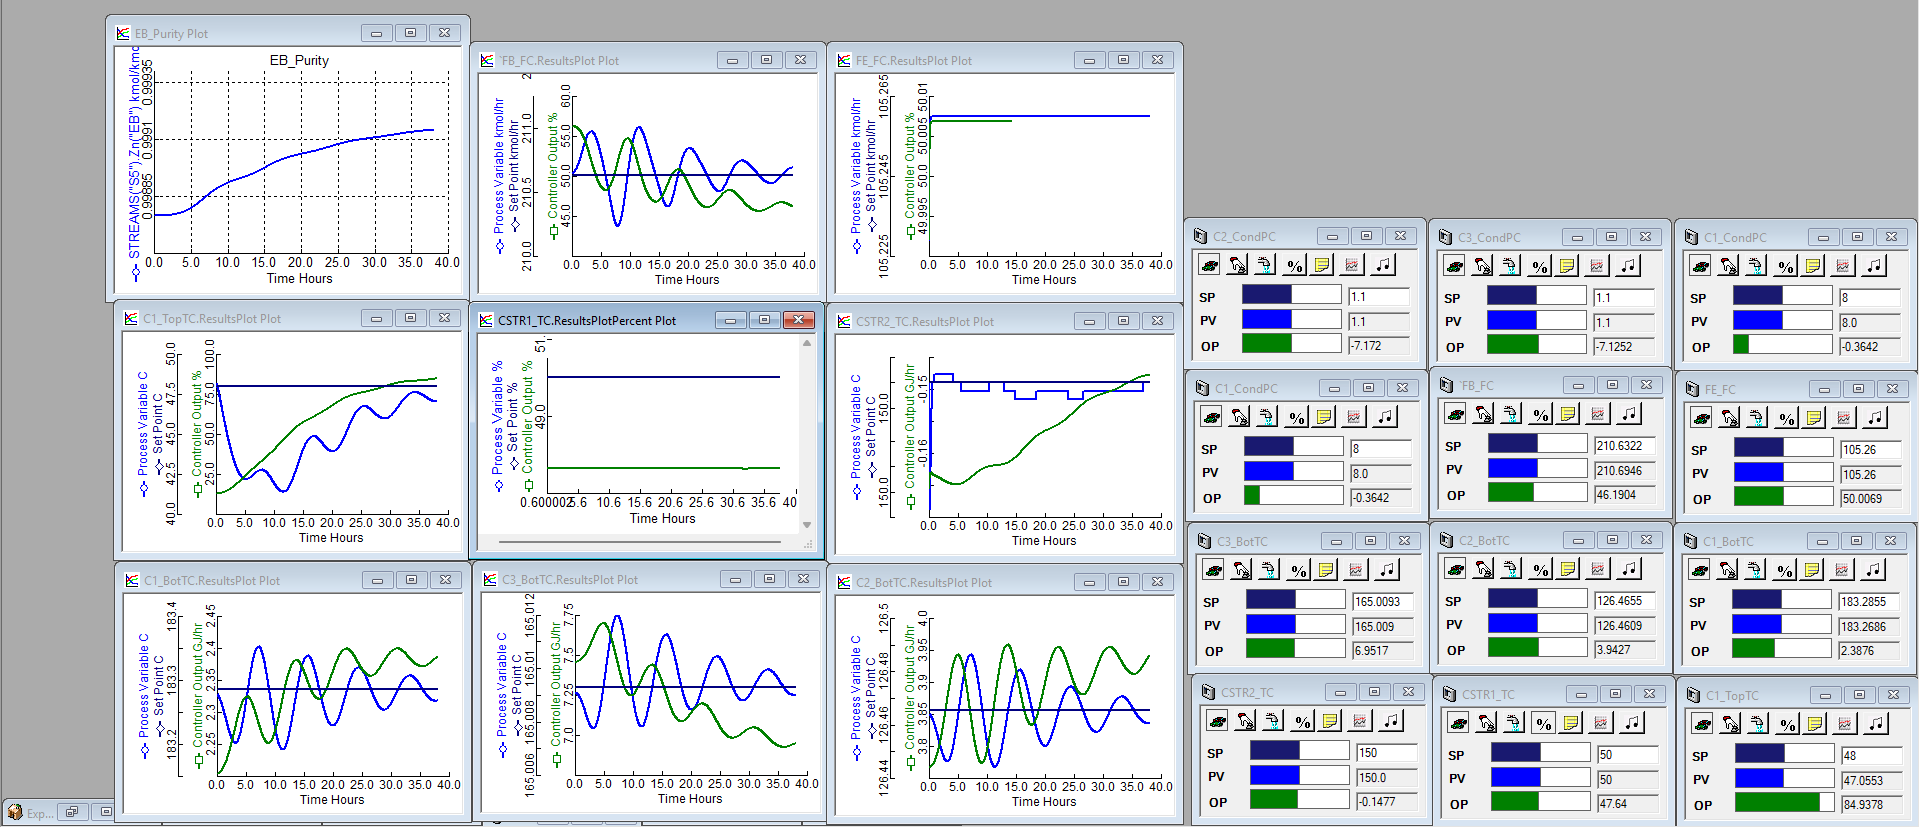 EB_Purity Plot
EB_Purity
STREAMS("S5").Zn("EB") kmol/kmo
0.99885
0.9991
0.99935
0.0 5.0 10.0 15.0 20.0 25.0 30.0 35.0 40.0
Time Hours
'FB_FC.ResultsPlot Plot
Process Variable kmol/hr
Set Point kmol/hr
210.0 210.5 211.0 2
Controller Output %
45.0 50.0 55.0 60.0
0.0 5.0 10.0 15.0 20.0 25.0 30.0 35.0 40.0
Time Hours
FE_FC.ResultsPlot Plot
Process Variable kmol/hr
Set Point kmol/hr
105.225 105.245 105.265
Controller Output %
49.995 50.0 50.005 50.01
0.0 5.0 10.0 15.0 20.0 25.0 30.0 35.0 40.0
Time Hours
C1_TopTC.ResultsPlot Plot
Process Variable C
Set Point C
40.0 42.5 45.0 47.5 50.0
Controller Output %
25.0 50.0 75.0 100.0
0.0 5.0 10.0 15.0 20.0 25.0 30.0 35.0 40.0
Time Hours
CSTR1_TC.ResultsPlotPercent Plot
Process Variable %
Set Point %
Controller Output %
49.0 51.
0.600002 5.6 10.6 15.6 20.6 25.6 30.6 35.6 40
Time Hours
CSTR2_TC.ResultsPlot Plot
Process Variable C
Set Point C
150.0 150.0
Controller Output GJ/hr
-0.16 -0.15
0.0 5.0 10.0 15.0 20.0 25.0 30.0 35.0 40.0
Time Hours
C1_BotTC.ResultsPlot Plot
Process Variable C
Set Point C
183.2 183.3 183.4
Controller Output GJ/hr
2.25 2.3 2.35 2.4 2.45
0.0 5.0 10.0 15.0 20.0 25.0 30.0 35.0 40.0
Time Hours
C3_BotTC.ResultsPlot Plot
Process Variable C
Set Point C
165.006 165.008 165.01 165.012
Controller Output GJ/hr
7.0 7.25 7.5 7.75
0.0 5.0 10.0 15.0 20.0 25.0 30.0 35.0 40.0
Time Hours
C2_BotTC.ResultsPlot Plot
Process Variable C
Set Point C
126.44 126.46 126.48 126.5
Controller Output GJ/hr
3.8 3.85 3.9 3.95 4.0
0.0 5.0 10.0 15.0 20.0 25.0 30.0 35.0 40.0
Time Hours
C2_CondPC
%
SP 1.1
PV 1.1
OP -7.172
C3_CondPC
%
SP 1.1
PV 1.1
OP -7.1252
C1_CondPC
%
SP 8
PV 8.0
OP -0.3642
C1_CondPC
%
SP 8
PV 8.0
OP -0.3642
'FB_FC
%
SP 210.6322
PV 210.6946
OP 46.1904
FE_FC
%
SP 105.26
PV 105.26
OP 50.0069
C3_BotTC
%
SP 165.0093
PV 165.009
OP 6.9517
C2_BotTC
%
SP 126.4655
PV 126.4609
OP 3.9427
C1_BotTC
%
SP 183.2855
PV 183.2686
OP 2.3876
CSTR2_TC
%
SP 150
PV 150.0
OP -0.1477
CSTR1_TC
%
SP 50
PV 50
OP 47.64
C1_TopTC
%
SP 48
PV 47.0553
OP 84.9378
Exp...